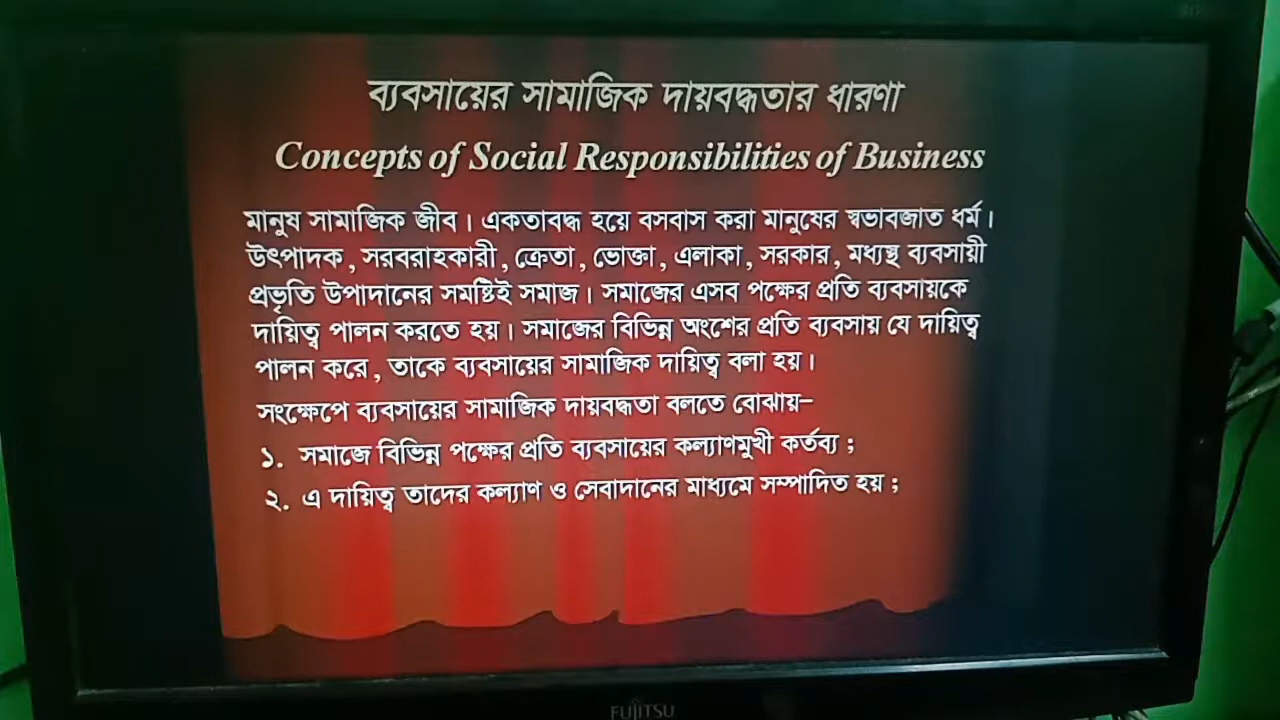 ব্যবসায়ের সামাজিক দায়বদ্ধতার ধারণা
Concepts of Social Responsibilities of Business
মানুষ সামাজিক জীব। একতাবদ্ধ হয়ে বসবাস করা মানুষের স্বভাবজাত ধর্ম।
উৎপাদক, সরবরাহকারী, ক্রেতা, ভোক্তা, এলাকা, সরকার, মধ্যস্থ ব্যবসায়ী
প্রভৃতি উপাদানের সমষ্টিই সমাজ। সমাজের এসব পক্ষের প্রতি ব্যবসায়কে
দায়িত্ব পালন করতে হয়। সমাজের বিভিন্ন অংশের প্রতি ব্যবসায় যে দায়িত্ব
পালন করে, তাকে ব্যবসায়ের সামাজিক দায়িত্ব বলা হয়।
সংক্ষেপে ব্যবসায়ের সামাজিক দায়বদ্ধতা বলতে বোঝায়–
১. সমাজে বিভিন্ন পক্ষের প্রতি ব্যবসায়ের কল্যাণমুখী কর্তব্য;
২. এ দায়িত্ব তাদের কল্যাণ ও সেবাদানের মাধ্যমে সম্পাদিত হয়;
FUJITSU